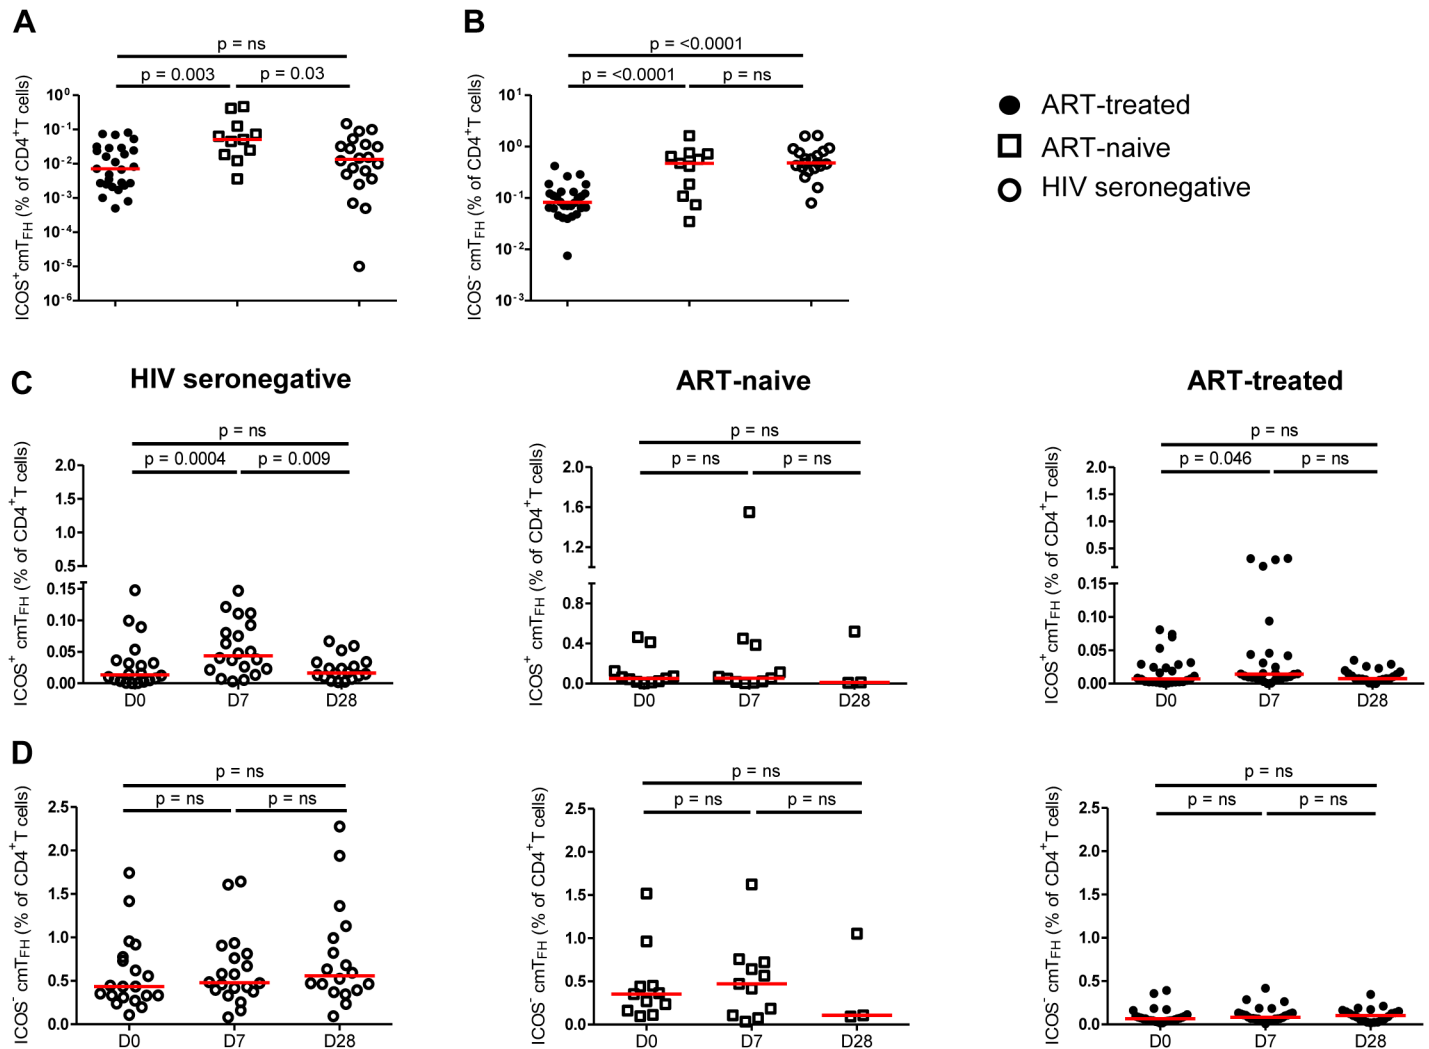 A
p = ns
p = 0.003
p = 0.03
ICOS⁺cmT_FH (% of CD4⁺T cells)
10⁰
10⁻¹
10⁻²
10⁻³
10⁻⁴
10⁻⁵
10⁻⁶
B
p = <0.0001
p = <0.0001
p = ns
ICOS⁻ cmT_FH (% of CD4⁺T cells)
10¹
10⁰
10⁻¹
10⁻²
10⁻³
ART-treated
ART-naive
HIV seronegative
C
HIV seronegative
p = ns
p = 0.0004
p = 0.009
ICOS⁺ cmT_FH (% of CD4⁺T cells)
2.0
1.5
1.0
0.5
0.15
0.10
0.05
0.00
D0
D7
D28
ART-naive
p = ns
p = ns
p = ns
ICOS⁺ cmT_FH (% of CD4⁺T cells)
2.0
1.6
1.2
0.8
0.4
0.0
D0
D7
D28
ART-treated
p = ns
p = 0.046
p = ns
ICOS⁺ cmT_FH (% of CD4⁺T cells)
2.0
1.5
1.0
0.5
0.15
0.10
0.05
0.00
D0
D7
D28
D
p = ns
p = ns
p = ns
ICOS⁻ cmT_FH (% of CD4⁺T cells)
2.5
2.0
1.5
1.0
0.5
0.0
D0
D7
D28
p = ns
p = ns
p = ns
ICOS⁻ cmT_FH (% of CD4⁺T cells)
2.5
2.0
1.5
1.0
0.5
0.0
D0
D7
D28
p = ns
p = ns
p = ns
ICOS⁻ cmT_FH (% of CD4⁺T cells)
2.5
2.0
1.5
1.0
0.5
0.0
D0
D7
D28